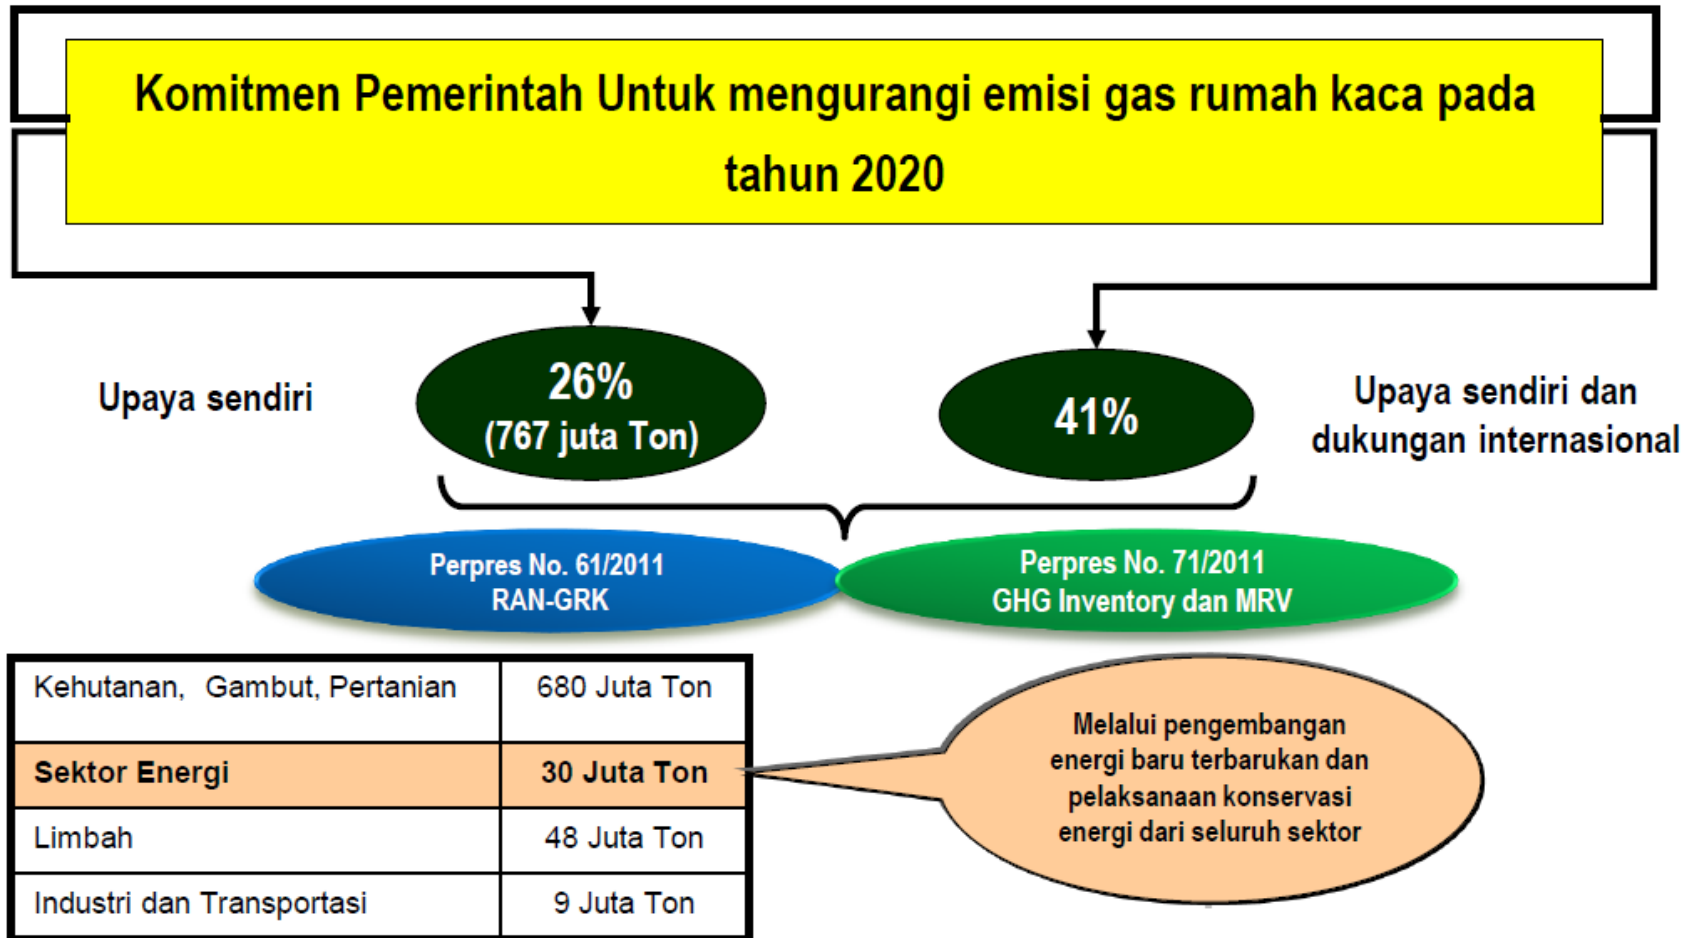 Komitmen Pemerintah Untuk mengurangi emisi gas rumah kaca pada
tahun 2020
Upaya sendiri
26%
(767 juta Ton)
41%
Upaya sendiri dan
dukungan internasional
Perpres No. 61/2011
RAN-GRK
Perpres No. 71/2011
GHG Inventory dan MRV
Kehutanan, Gambut, Pertanian 680 Juta Ton
Sektor Energi 30 Juta Ton
Limbah 48 Juta Ton
Industri dan Transportasi 9 Juta Ton
Melalui pengembangan
energi baru terbarukan dan
pelaksanaan konservasi
energi dari seluruh sektor